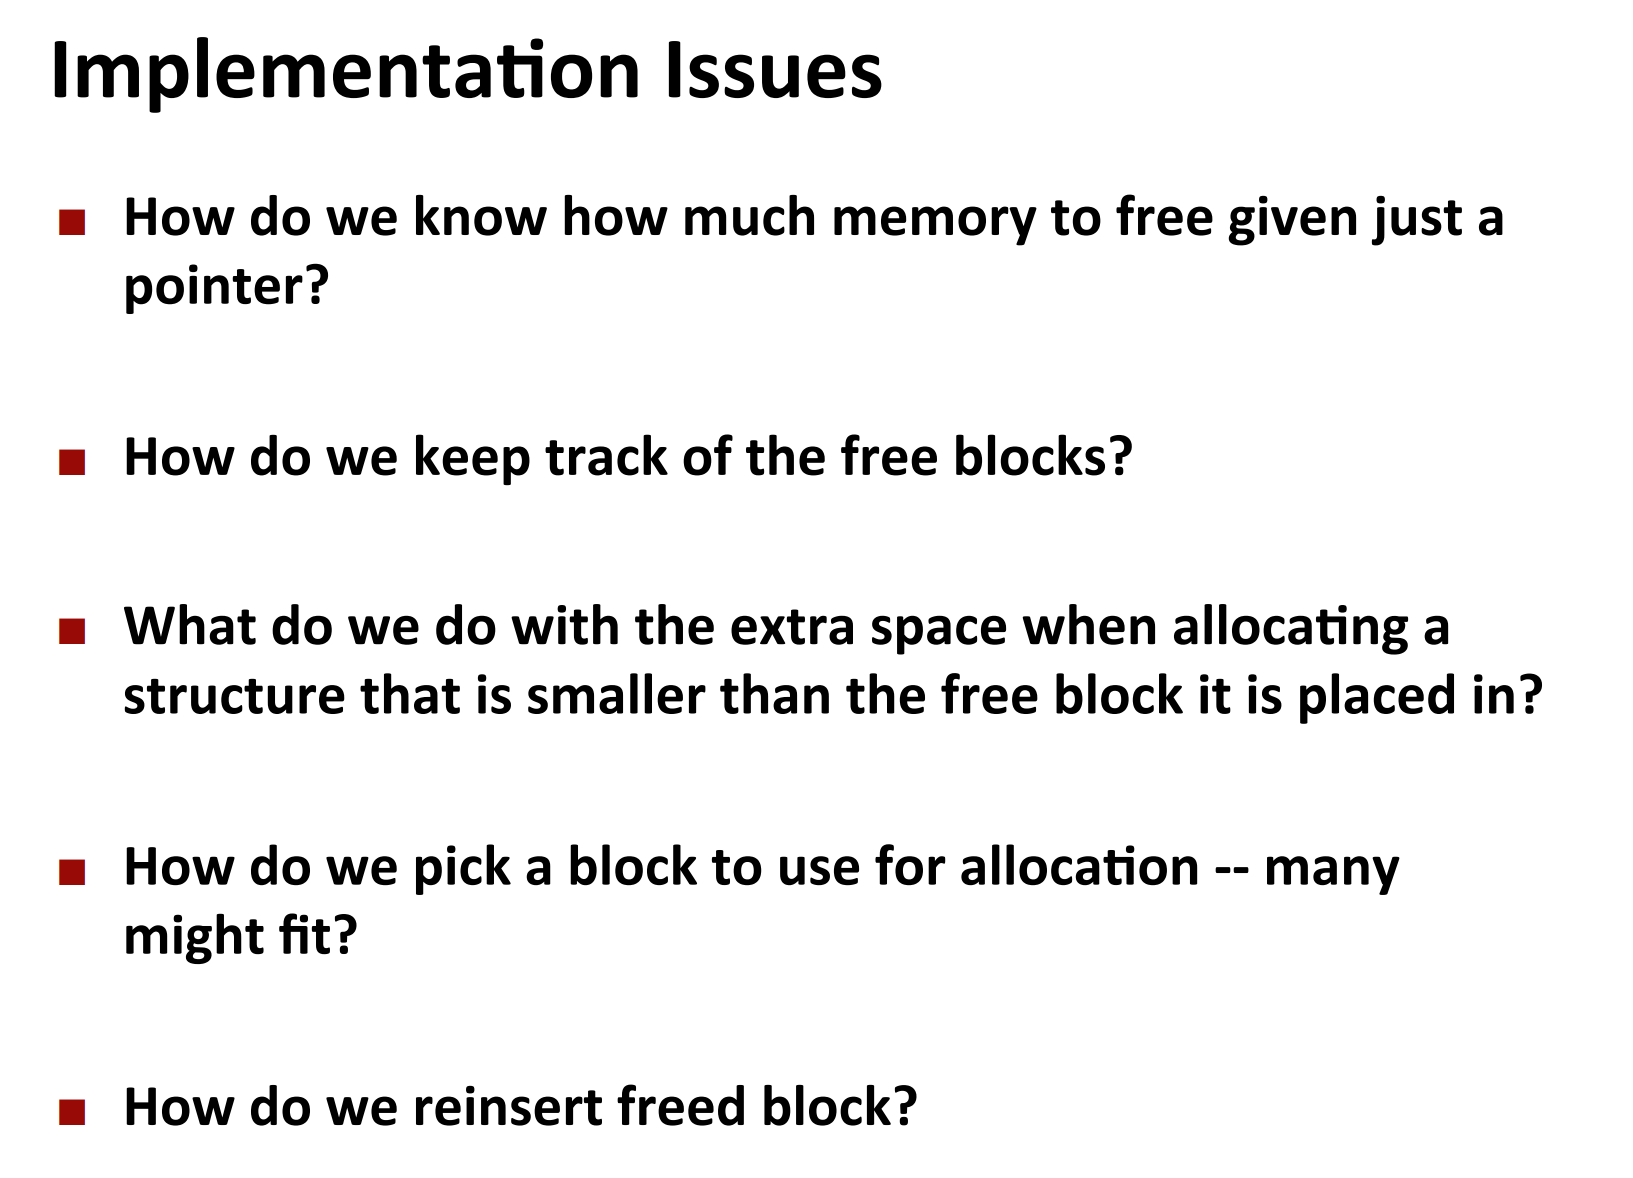 Implementation Issues
■ How do we know how much memory to free given just a
pointer?
■ How do we keep track of the free blocks?
■ What do we do with the extra space when allocating a
structure that is smaller than the free block it is placed in?
■ How do we pick a block to use for allocation -- many
might fit?
■ How do we reinsert freed block?